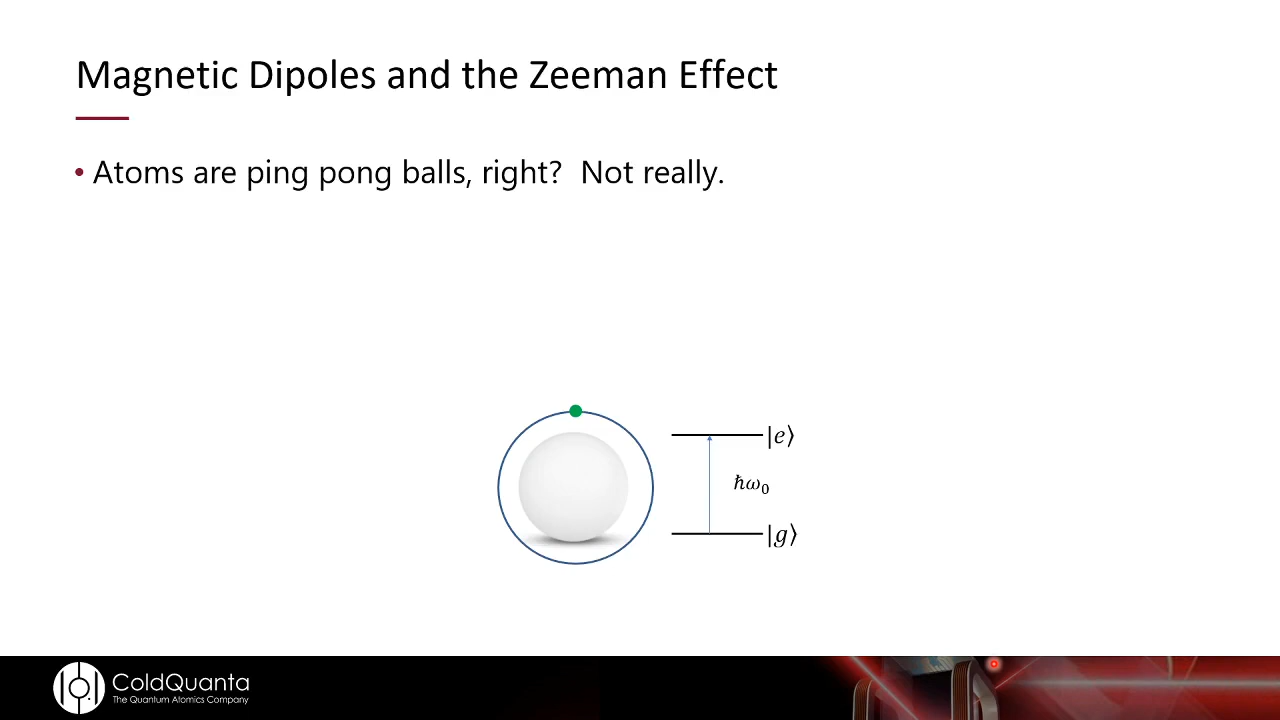 Magnetic Dipoles and the Zeeman Effect
• Atoms are ping pong balls, right?  Not really.
|e⟩
ℏω₀
|g⟩
ColdQuanta
The Quantum Atomics Company